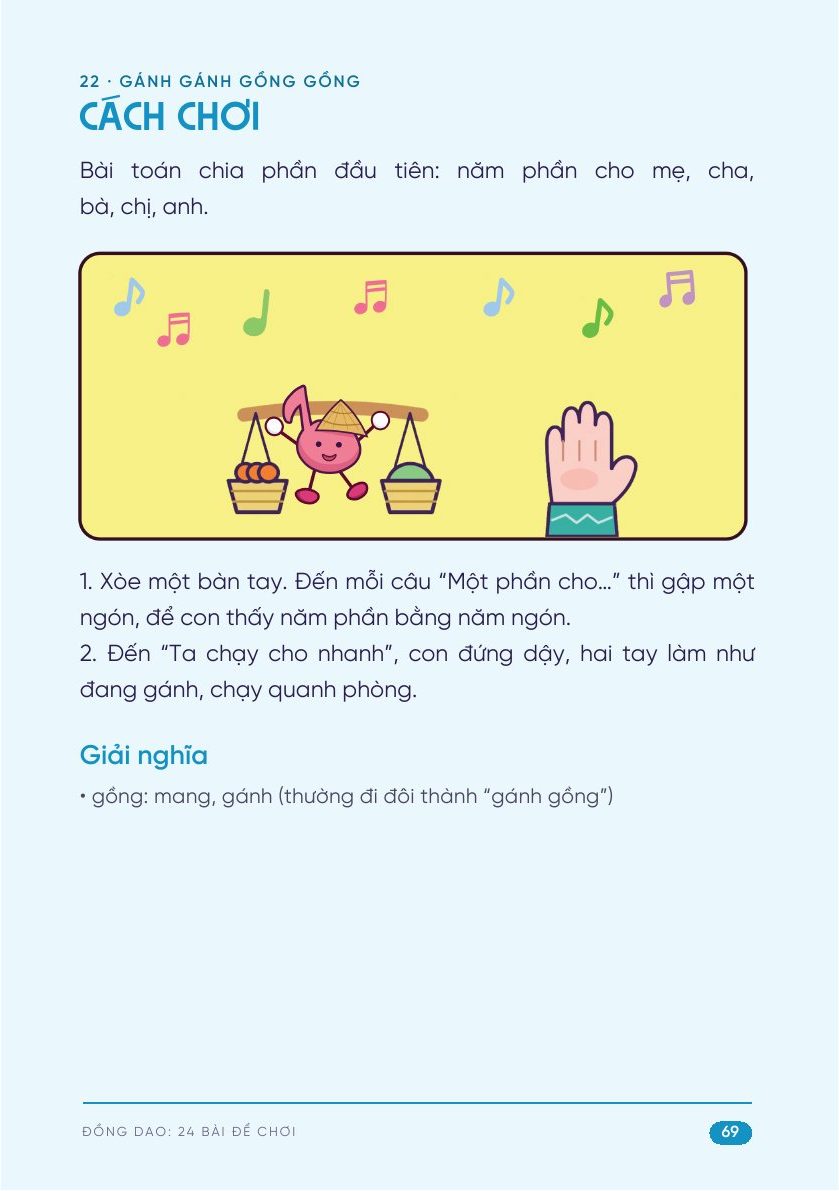 22 · GÁNH GÁNH GỒNG GỒNG
CÁCH CHƠI
Bài toán chia phần đầu tiên: năm phần cho mẹ, cha,
bà, chị, anh.
1. Xòe một bàn tay. Đến mỗi câu “Một phần cho…” thì gập một
ngón, để con thấy năm phần bằng năm ngón.
2. Đến “Ta chạy cho nhanh”, con đứng dậy, hai tay làm như
đang gánh, chạy quanh phòng.
Giải nghĩa
• gồng: mang, gánh (thường đi đôi thành “gánh gồng”)
ĐỒNG DAO: 24 BÀI ĐỂ CHƠI
69